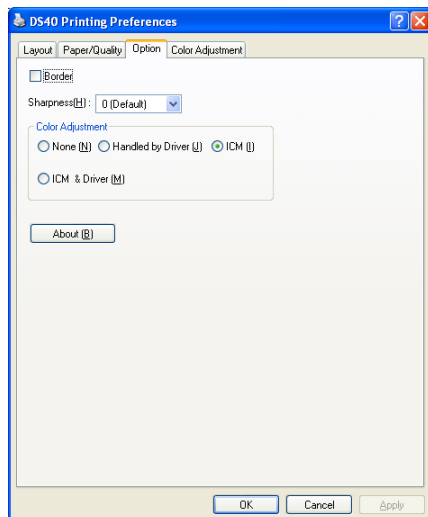 DS40 Printing Preferences
Layout Paper/Quality Option Color Adjustment
Border
Sharpness(H) : 0 (Default)
Color Adjustment
None (N) Handled by Driver (J) ICM (I)
ICM & Driver (M)
About (B)
OK Cancel Apply